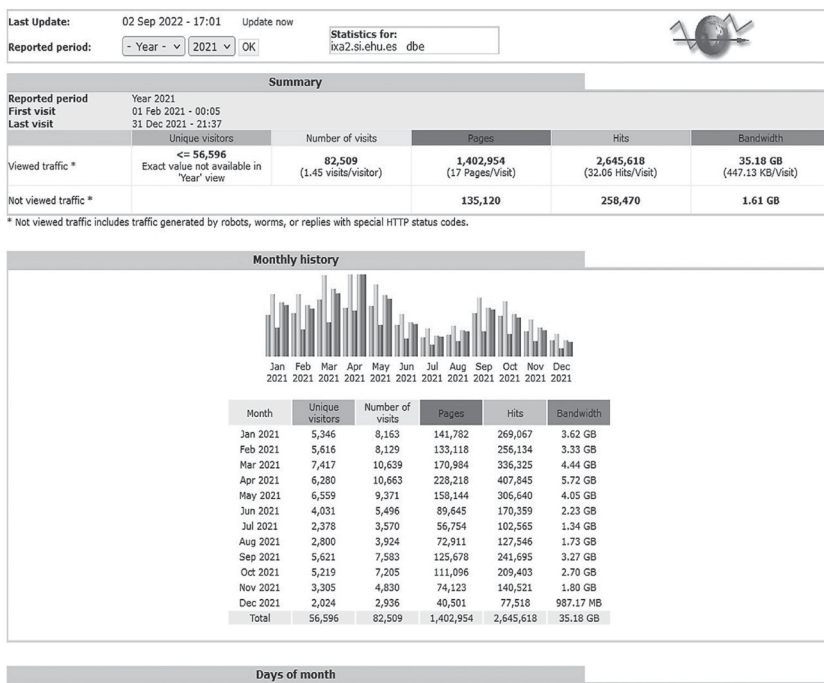 Last Update: 02 Sep 2022 - 17:01 Update now
Reported period: - Year - 2021 OK
Statistics for:
ixa2.si.ehu.es dbe
Summary
Reported period Year 2021
First visit 01 Feb 2021 - 00:05
Last visit 31 Dec 2021 - 21:37
Unique visitors Number of visits Pages Hits Bandwidth
Viewed traffic * <= 56,596 82,509 1,402,954 2,645,618 35.18 GB
Exact value not available in (1.45 visits/visitor) (17 Pages/Visit) (32.06 Hits/Visit) (447.13 KB/Visit)
'Year' view
Not viewed traffic * 135,120 258,470 1.61 GB
* Not viewed traffic includes traffic generated by robots, worms, or replies with special HTTP status codes.
Monthly history
Jan Feb Mar Apr May Jun Jul Aug Sep Oct Nov Dec
2021 2021 2021 2021 2021 2021 2021 2021 2021 2021 2021 2021
Month Unique visitors Number of visits Pages Hits Bandwidth
Jan 2021 5,346 8,163 141,782 269,067 3.62 GB
Feb 2021 5,616 8,129 133,118 256,134 3.33 GB
Mar 2021 7,417 10,639 170,984 336,325 4.44 GB
Apr 2021 6,280 10,663 228,218 407,845 5.72 GB
May 2021 6,559 9,371 158,144 306,640 4.05 GB
Jun 2021 4,031 5,496 89,645 170,359 2.23 GB
Jul 2021 2,378 3,570 56,754 102,565 1.34 GB
Aug 2021 2,800 3,924 72,911 127,546 1.73 GB
Sep 2021 5,621 7,583 125,678 241,695 3.27 GB
Oct 2021 5,219 7,205 111,096 209,403 2.70 GB
Nov 2021 3,305 4,830 74,123 140,521 1.80 GB
Dec 2021 2,024 2,936 40,501 77,518 987.17 MB
Total 56,596 82,509 1,402,954 2,645,618 35.18 GB
Days of month